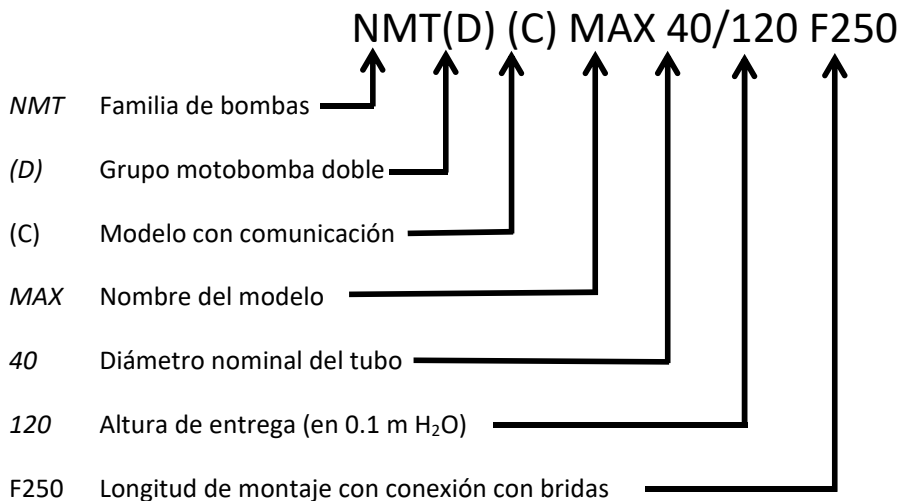 NMT(D) (C) MAX 40/120 F250
NMT Familia de bombas
(D) Grupo motobomba doble
(C) Modelo con comunicación
MAX Nombre del modelo
40 Diámetro nominal del tubo
120 Altura de entrega (en 0.1 m H₂O)
F250 Longitud de montaje con conexión con bridas